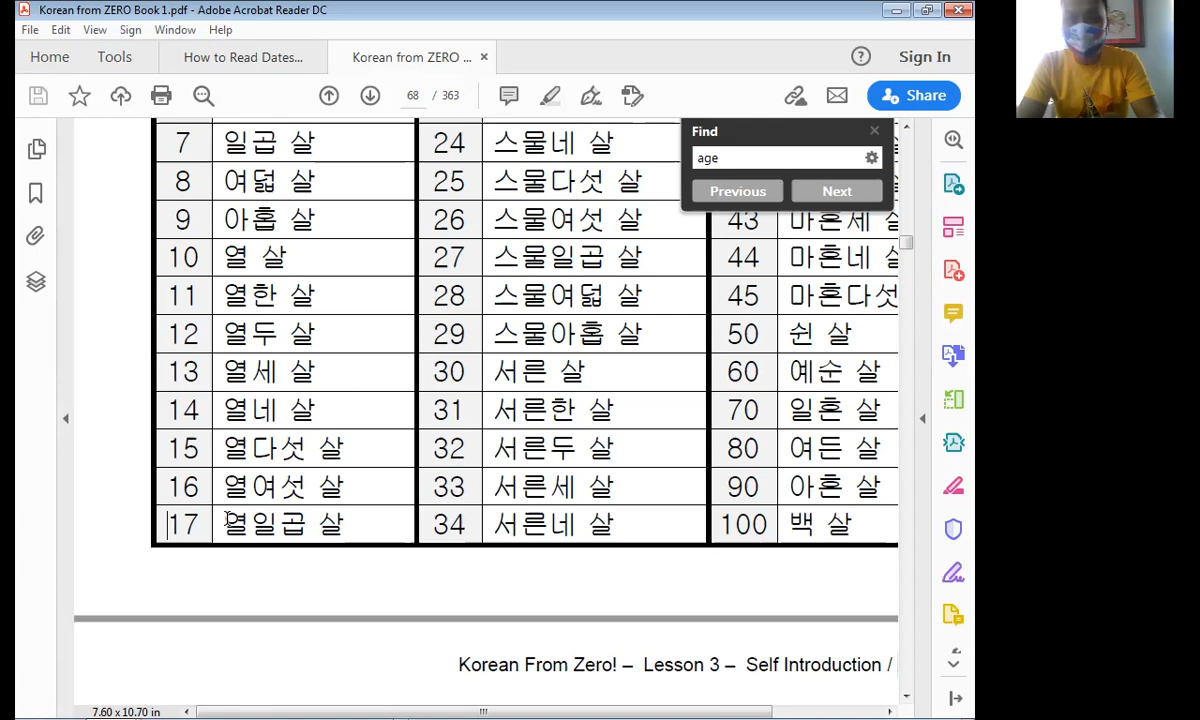 Korean from ZERO Book 1.pdf - Adobe Acrobat Reader DC
File Edit View Sign Window Help
Home Tools How to Read Dates... Korean from ZERO ... × Sign In
68 / 363 Share
Find
age
Previous Next
7 일곱 살 24 스물네 살
8 여덟 살 25 스물다섯 살
9 아홉 살 26 스물여섯 살 43 마흔세
10 열 살 27 스물일곱 살 44 마흔네
11 열한 살 28 스물여덟 살 45 마흔다섯
12 열두 살 29 스물아홉 살 50 쉰 살
13 열세 살 30 서른 살 60 예순 살
14 열네 살 31 서른한 살 70 일흔 살
15 열다섯 살 32 서른두 살 80 여든 살
16 열여섯 살 33 서른세 살 90 아흔 살
17 열일곱 살 34 서른네 살 100 백 살
Korean From Zero! – Lesson 3 – Self Introduction /
7.60 x 10.70 in